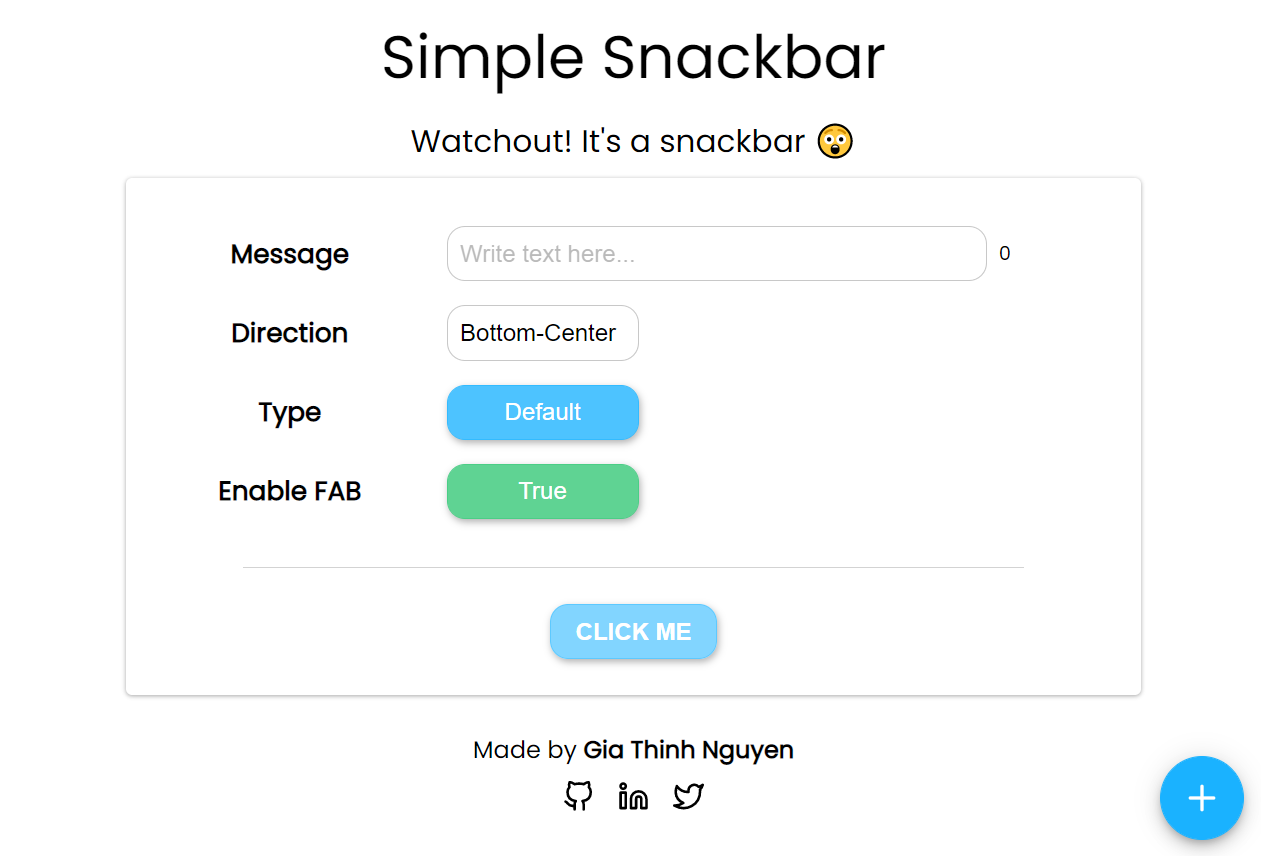 Simple Snackbar
Watchout! It's a snackbar 😲
Message
Write text here...
0
Direction
Bottom-Center
Type
Default
Enable FAB
True
CLICK ME
Made by Gia Thinh Nguyen